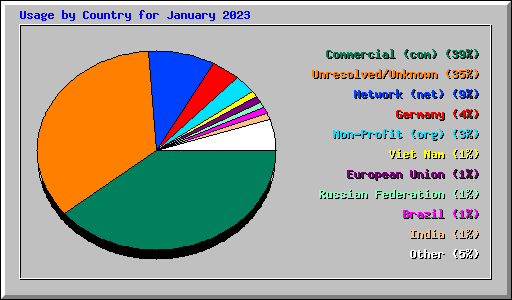 Usage by Country for January 2023
Commercial (com) (39%)
Unresolved/Unknown (35%)
Network (net) (9%)
Germany (4%)
Non-Profit (org) (3%)
Viet Nam (1%)
European Union (1%)
Russian Federation (1%)
Brazil (1%)
India (1%)
Other (5%)